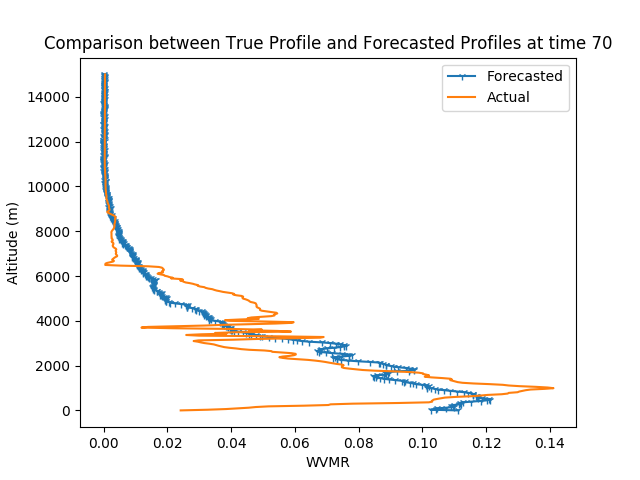 Comparison between True Profile and Forecasted Profiles at time 70
Forecasted
Actual
14000
12000
10000
8000
6000
4000
2000
0
Altitude (m)
0.00 0.02 0.04 0.06 0.08 0.10 0.12 0.14
WVMR